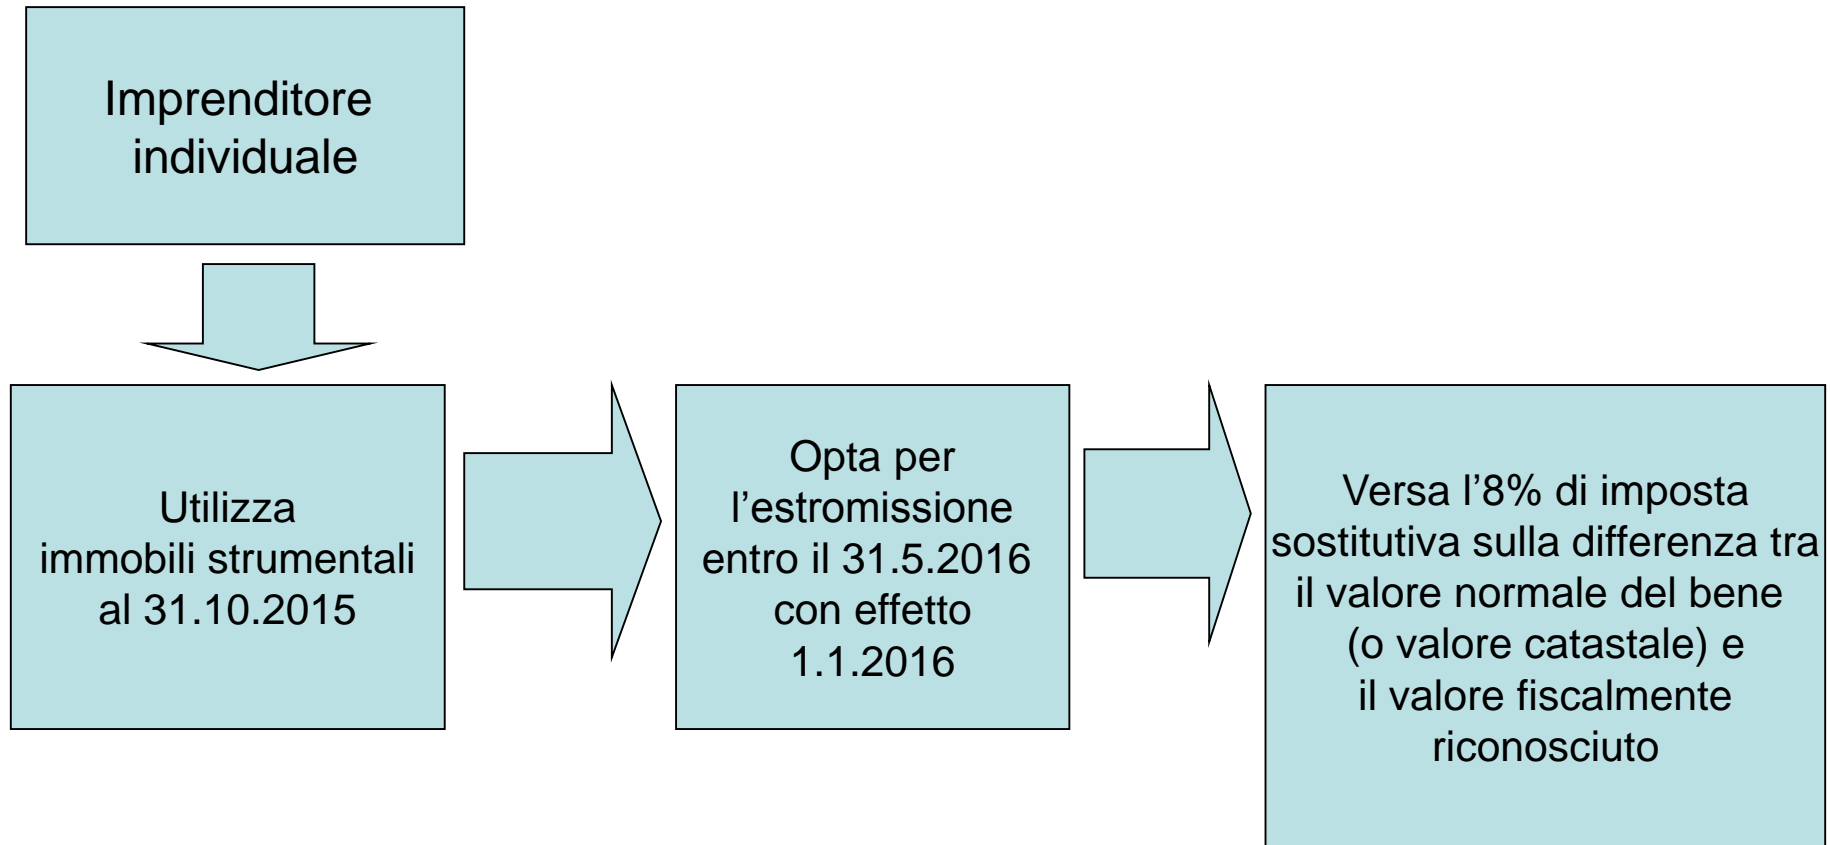 Imprenditore
individuale
Utilizza
immobili strumentali
al 31.10.2015
Opta per
l’estromissione
entro il 31.5.2016
con effetto
1.1.2016
Versa l’8% di imposta
sostitutiva sulla differenza tra
il valore normale del bene
(o valore catastale) e
il valore fiscalmente
riconosciuto